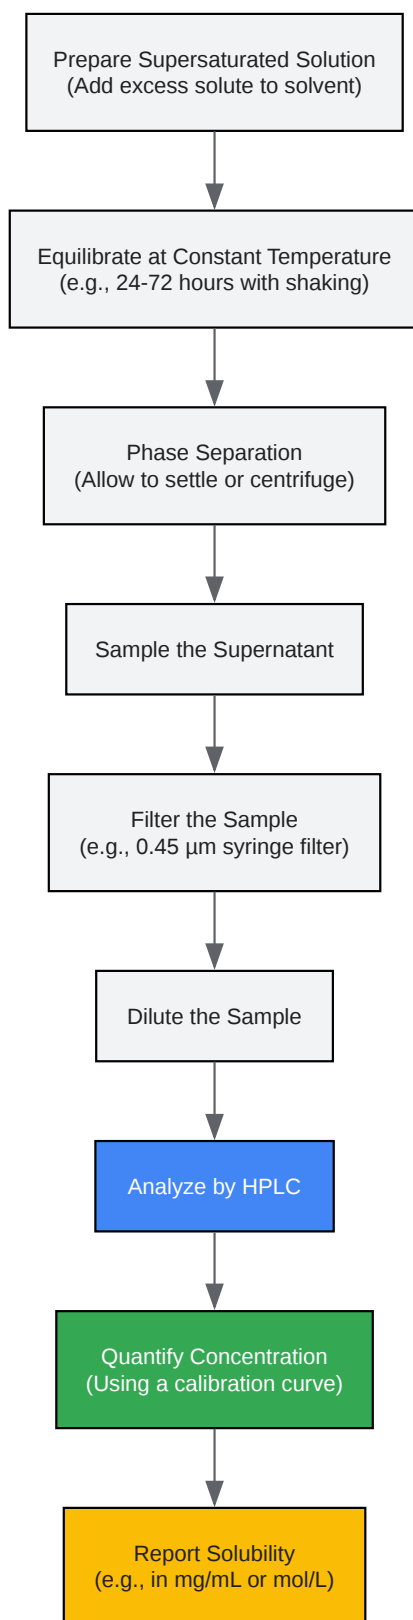 Prepare Supersaturated Solution
(Add excess solute to solvent)
Equilibrate at Constant Temperature
(e.g., 24-72 hours with shaking)
Phase Separation
(Allow to settle or centrifuge)
Sample the Supernatant
Filter the Sample
(e.g., 0.45 µm syringe filter)
Dilute the Sample
Analyze by HPLC
Quantify Concentration
(Using a calibration curve)
Report Solubility
(e.g., in mg/mL or mol/L)